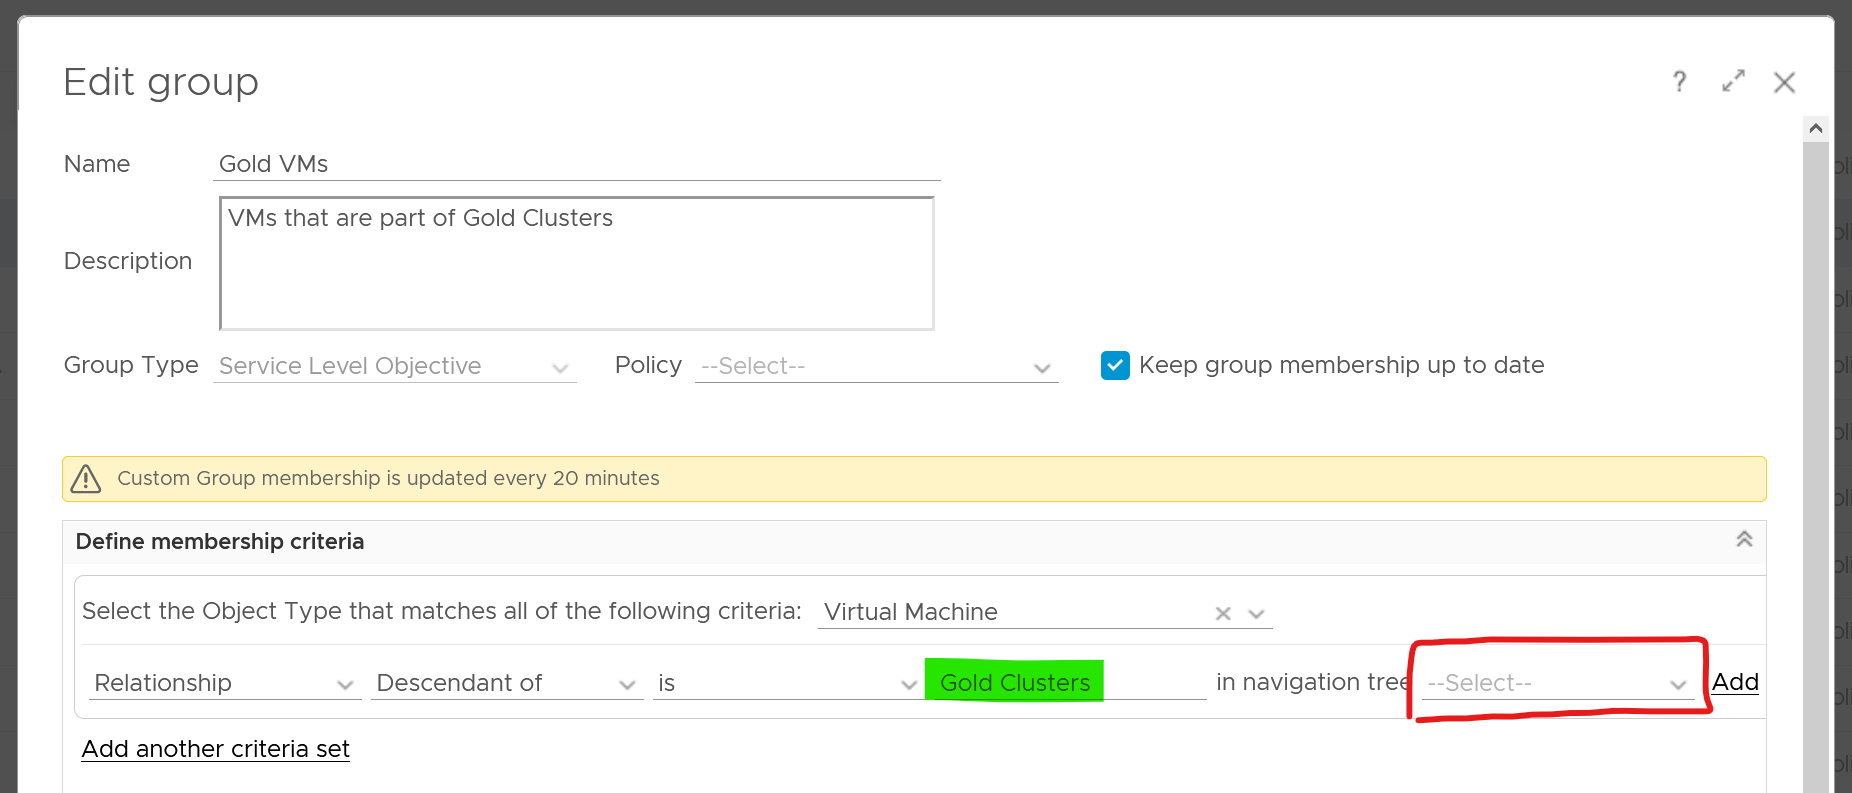 Edit group
?
Name Gold VMs
Description VMs that are part of Gold Clusters
Group Type Service Level Objective Policy --Select-- Keep group membership up to date
Custom Group membership is updated every 20 minutes
Define membership criteria
Select the Object Type that matches all of the following criteria: Virtual Machine
Relationship Descendant of is Gold Clusters in navigation tree --Select-- Add
Add another criteria set